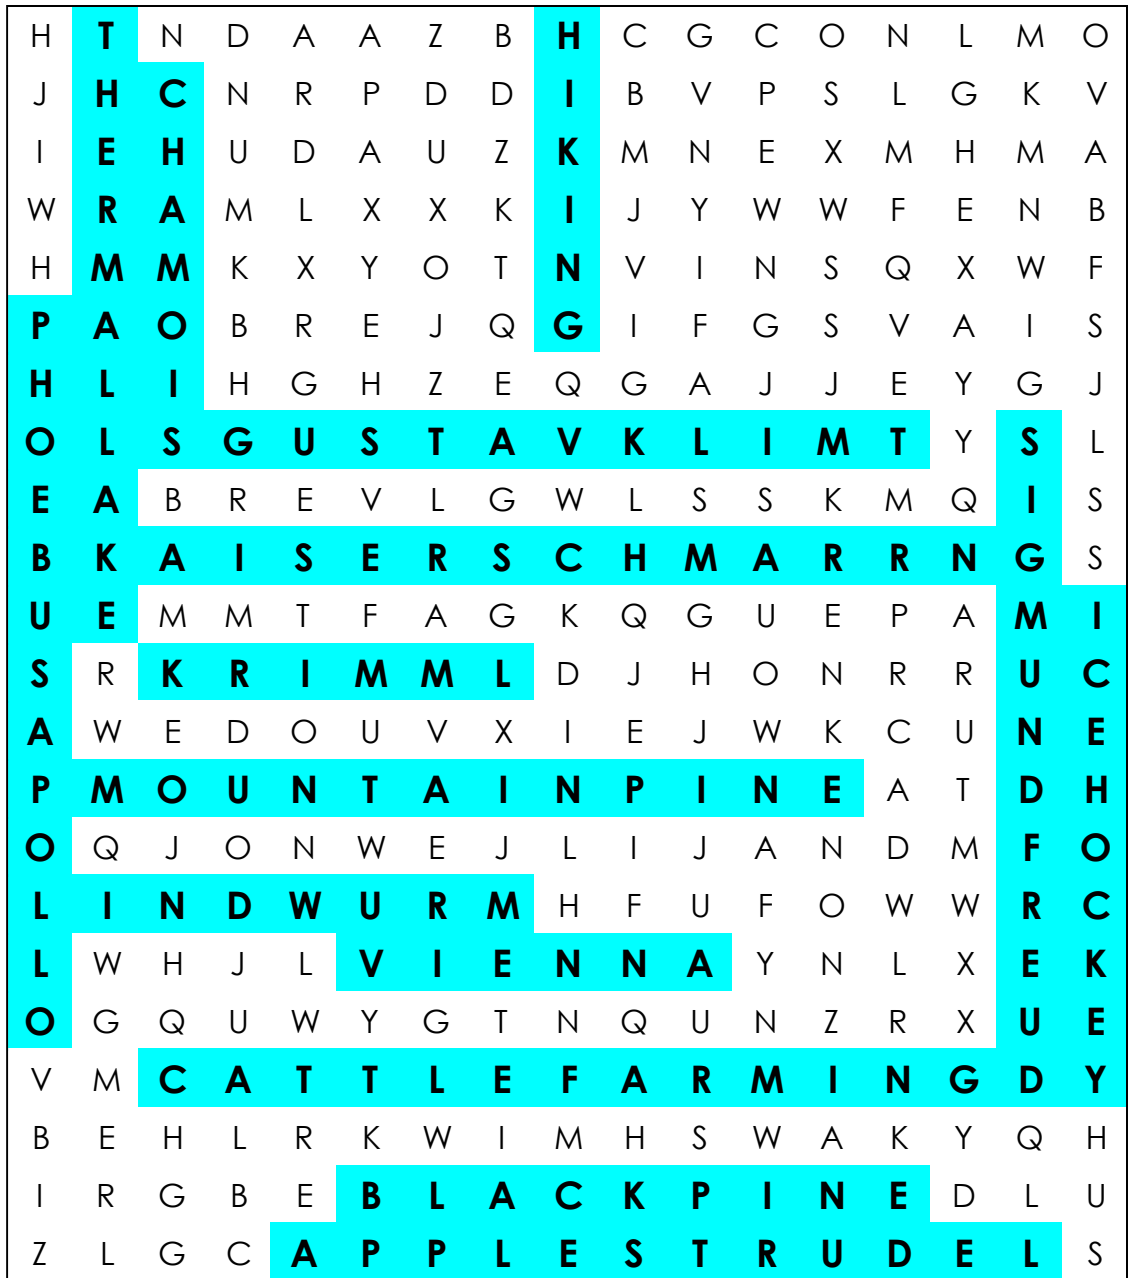 H T N D A A Z B H C G C O N L M O
J H C N R P D D I B V P S L G K V
I E H U D A U Z K M N E X M H M A
W R A M L X X K I J Y W W F E N B
H M M K X Y O T N V I N S Q X W F
P A O B R E J Q G I F G S V A I S
H L I H G H Z E Q G A J J E Y G J
O L S G U S T A V K L I M T Y S L
E A B R E V L G W L S S K M Q I S
B K A I S E R S C H M A R R N G S
U E M M T F A G K Q G U E P A M I
S R K R I M M L D J H O N R R U C
A W E D O U V X I E J W K C U N E
P M O U N T A I N P I N E A T D H
O Q J O N W E J L I J A N D M F O
L I N D W U R M H F U F O W W R C
L W H J L V I E N N A Y N L X E K
O G Q U W Y G T N Q U N Z R X U E
V M C A T T L E F A R M I N G D Y
B E H L R K W I M H S W A K Y Q H
I R G B E B L A C K P I N E D L U
Z L G C A P P L E S T R U D E L S